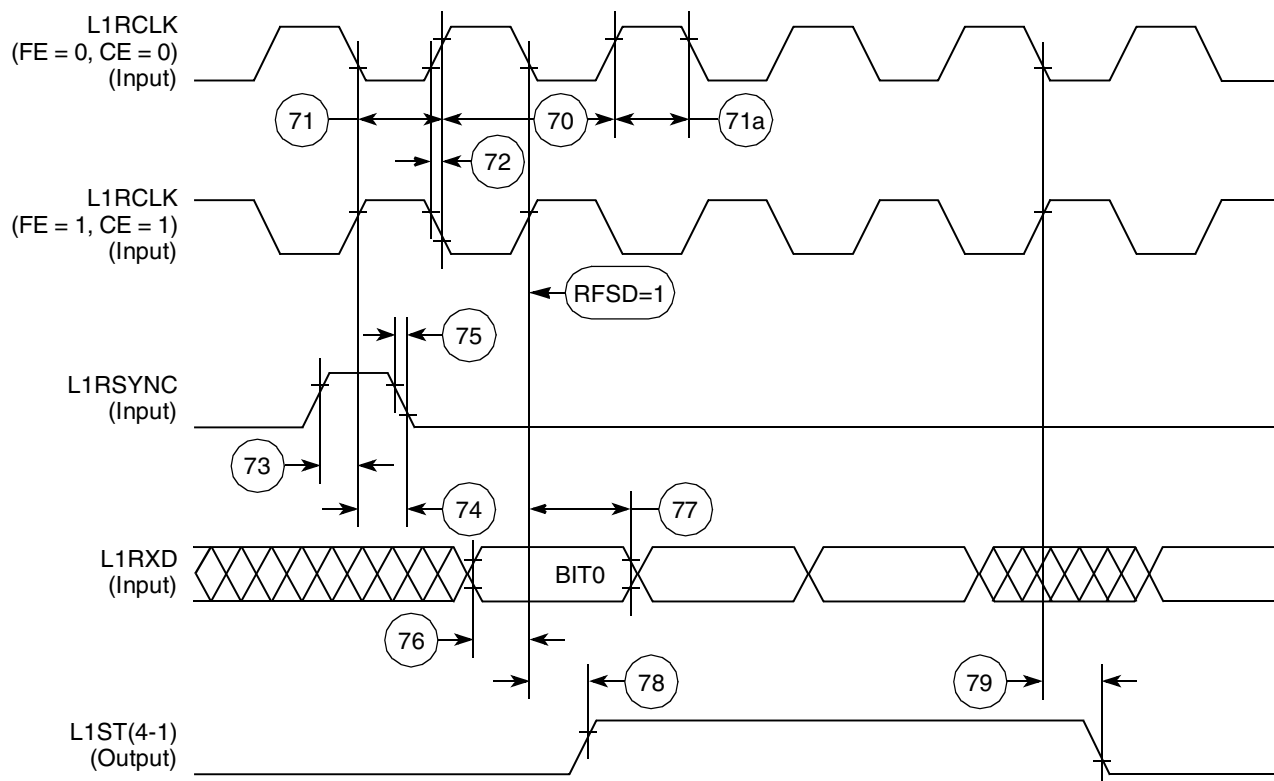 L1RCLK
(FE = 0, CE = 0)
(Input)
71
70
71a
72
L1RCLK
(FE = 1, CE = 1)
(Input)
RFSD=1
75
L1RSYNC
(Input)
73
74
77
L1RXD
(Input)
BIT0
76
78
79
L1ST(4-1)
(Output)